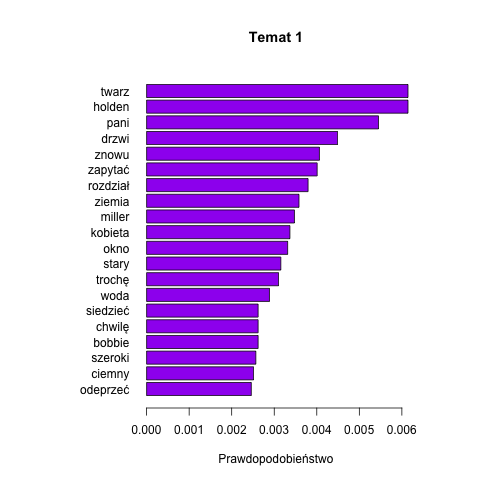 Temat 1
twarz
holden
pani
drzwi
znowu
zapytać
rozdział
ziemia
miller
kobieta
okno
stary
trochę
woda
siedzieć
chwilę
bobbie
szeroki
ciemny
odeprzeć
0.000 0.001 0.002 0.003 0.004 0.005 0.006
Prawdopodobieństwo